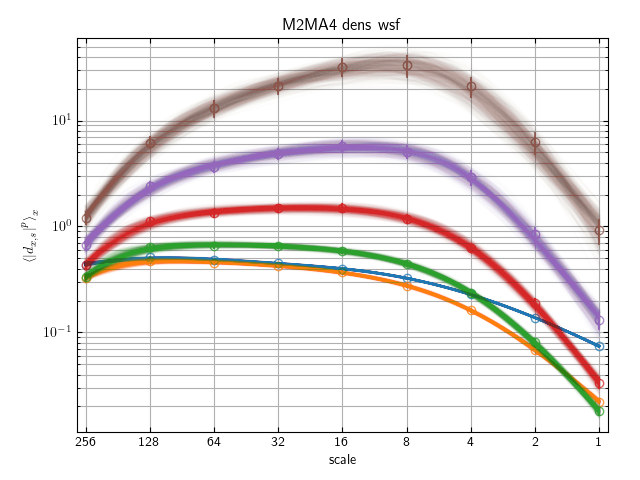 M2MA4 dens wsf
10^1
10^0
10^{-1}
⟨|d_{x,s}|^p⟩_x
256 128 64 32 16 8 4 2 1
scale